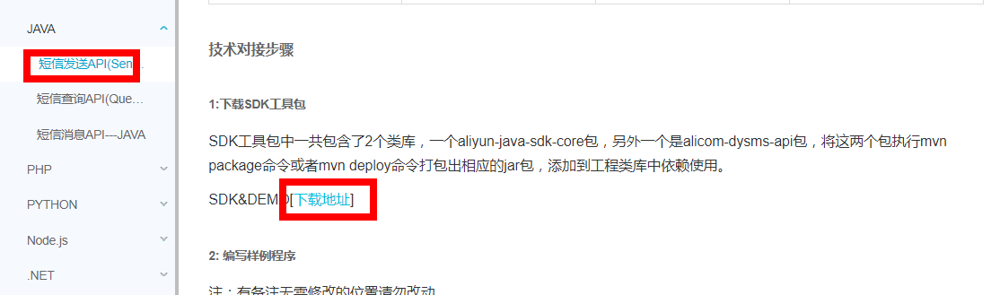 JAVA
短信发送API(Sen...
短信查询API(Que...
短信消息API---JAVA
PHP
PYTHON
Node.js
.NET
技术对接步骤
1:下载SDK工具包
SDK工具包中一共包含了2个类库，一个aliyun-java-sdk-core包，另外一个是alicom-dysms-api包，将这两个包执行mvn
package命令或者mvn deploy命令打包出相应的jar包，添加到工程类库中依赖使用。
SDK&DEMO[下载地址]
2: 编写样例程序
注：有备注无需修改的位置请勿改动